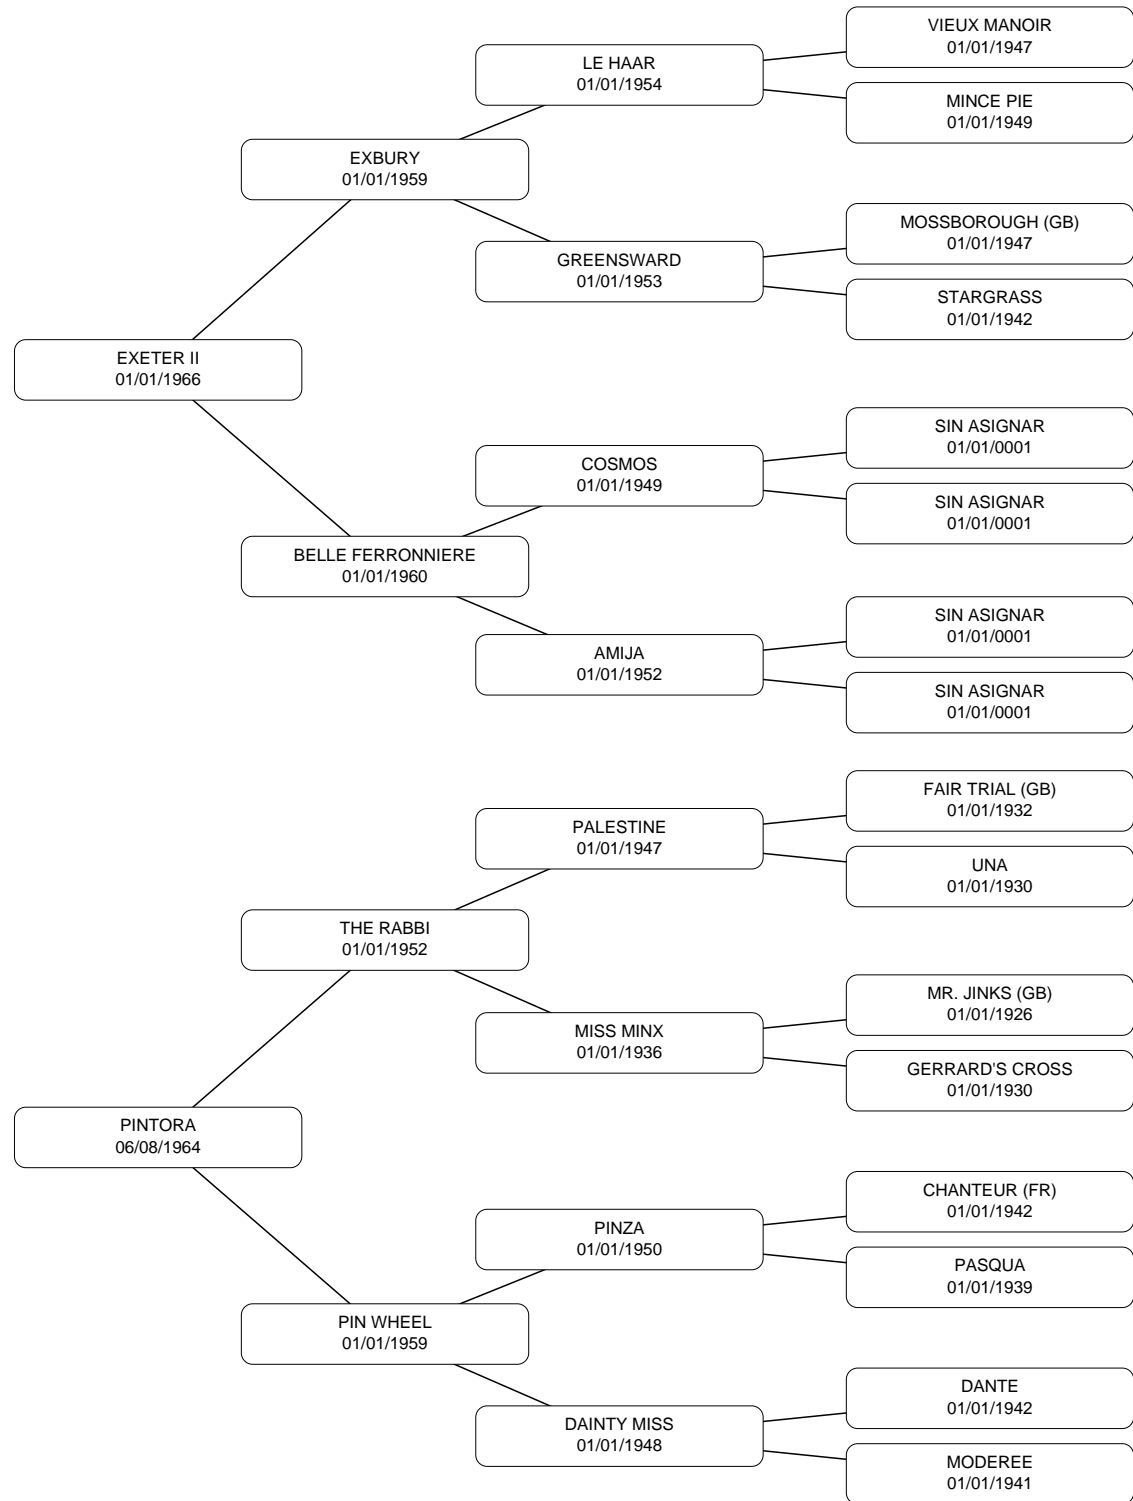 VIEUX MANOIR
01/01/1947
LE HAAR
01/01/1954
MINCE PIE
01/01/1949
EXBURY
01/01/1959
MOSSBOROUGH (GB)
01/01/1947
GREENSWARD
01/01/1953
STARGRASS
01/01/1942
EXETER II
01/01/1966
SIN ASIGNAR
01/01/0001
COSMOS
01/01/1949
SIN ASIGNAR
01/01/0001
BELLE FERRONNIERE
01/01/1960
SIN ASIGNAR
01/01/0001
AMIJA
01/01/1952
SIN ASIGNAR
01/01/0001
FAIR TRIAL (GB)
01/01/1932
PALESTINE
01/01/1947
UNA
01/01/1930
THE RABBI
01/01/1952
MR. JINKS (GB)
01/01/1926
MISS MINX
01/01/1936
GERRARD'S CROSS
01/01/1930
PINTORA
06/08/1964
CHANTEUR (FR)
01/01/1942
PINZA
01/01/1950
PASQUA
01/01/1939
PIN WHEEL
01/01/1959
DANTE
01/01/1942
DAINTY MISS
01/01/1948
MODEREE
01/01/1941